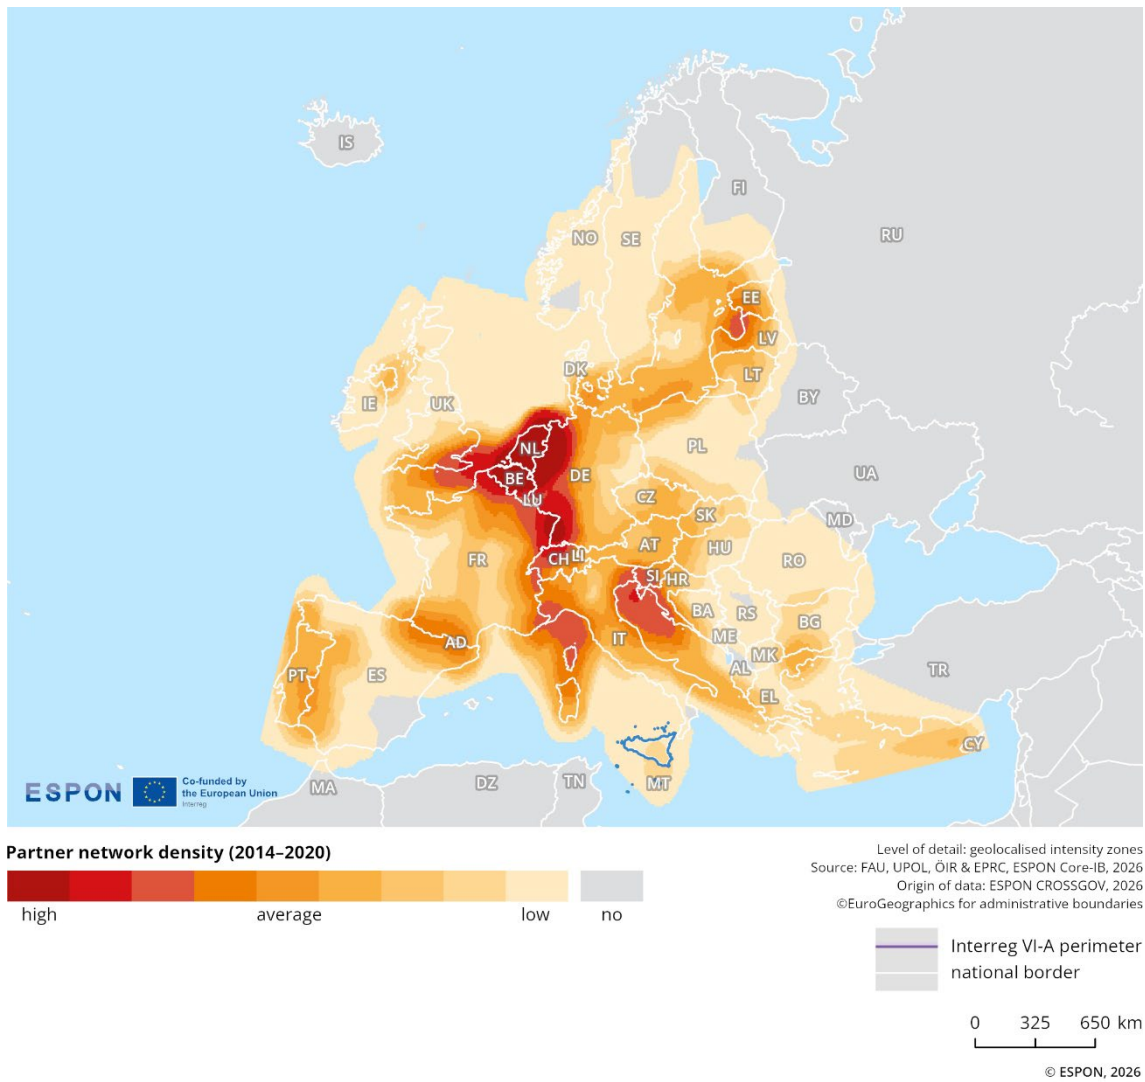 IS
FI
NO
SE
RU
EE
LV
DK
LT
IE
UK
BY
NL
PL
BE
DE
UA
LU
CZ
SK
MD
AT
HU
FR
CH
LI
RO
SI
HR
BA
RS
BG
IT
ME
AD
MK
AL
TR
PT
ES
EL
CY
MA
DZ
TN
MT
ESPON
Co-funded by
the European Union
Interreg
Partner network density (2014–2020)
high
average
low
no
Level of detail: geolocalised intensity zones
Source: FAU, UPOL, ÖIR & EPRC, ESPON Core-IB, 2026
Origin of data: ESPON CROSSGOV, 2026
©EuroGeographics for administrative boundaries
Interreg VI-A perimeter
national border
0 325 650 km
© ESPON, 2026